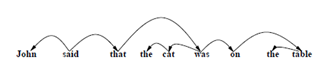 John said that the cat was on the table